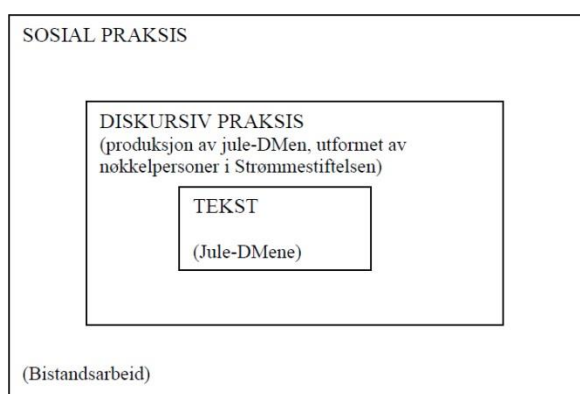 SOSIAL PRAKSIS
DISKURSIV PRAKSIS
(produksjon av jule-DMen, utformet av
nøkkelpersoner i Strømmestiftelsen)
TEKST
(Jule-DMene)
(Bistandsarbeid)